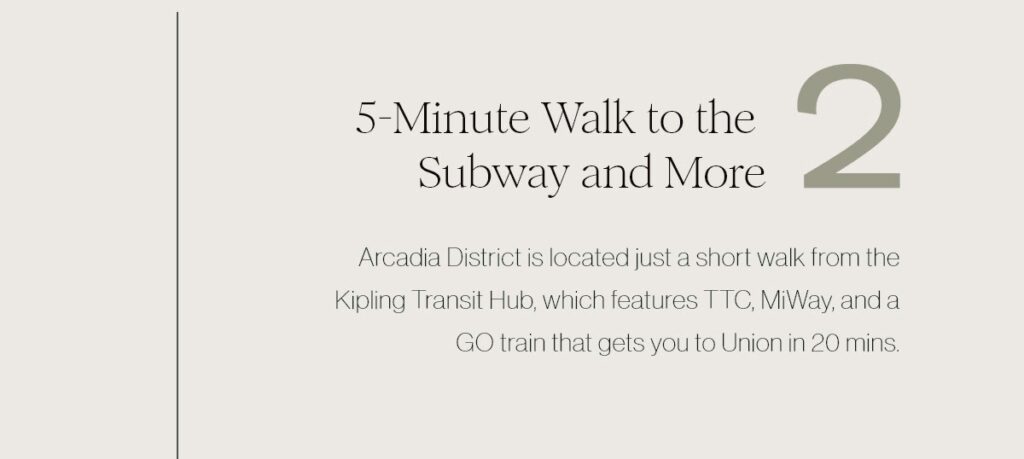 5-Minute Walk to the
Subway and More
2
Arcadia District is located just a short walk from the
Kipling Transit Hub, which features TTC, MiWay, and a
GO train that gets you to Union in 20 mins.